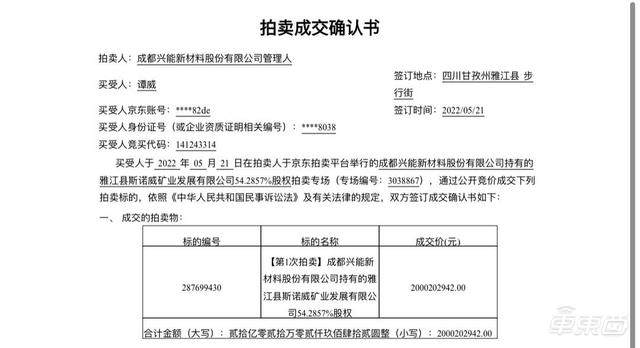 拍卖成交确认书
拍卖人：成都兴能新材料股份有限公司管理人
买受人：谭威
签订地点：四川甘孜州雅江县 步
行街
买受人京东账号：****82de
签订时间：2022/05/21
买受人身份证号（或企业资质证明相关编号）：****8038
买受人竞买代码：141243314
买受人于 2022 年 05 月 21 日在拍卖人于京东拍卖平台举行的成都兴能新材料股份有限公司持有的
雅江县斯诺威矿业发展有限公司54.2857%股权拍卖专场（专场编号：3038867），通过公开竞价成交下列
拍卖标的，依照《中华人民共和国民事诉讼法》及有关法律的规定，双方签订成交确认书如下：
一、 成交的拍卖物：
标的编号 标的名称 成交价(元)
287699430 【第1次拍卖】成都兴能新材料股份有限公司持有的雅江县斯诺威矿业发展有限公司54.2857%股权 2000202942.00
合计金额（大写）：贰拾亿零贰拾万零贰仟玖佰肆拾贰圆整（小写）：2000202942.00
车东西